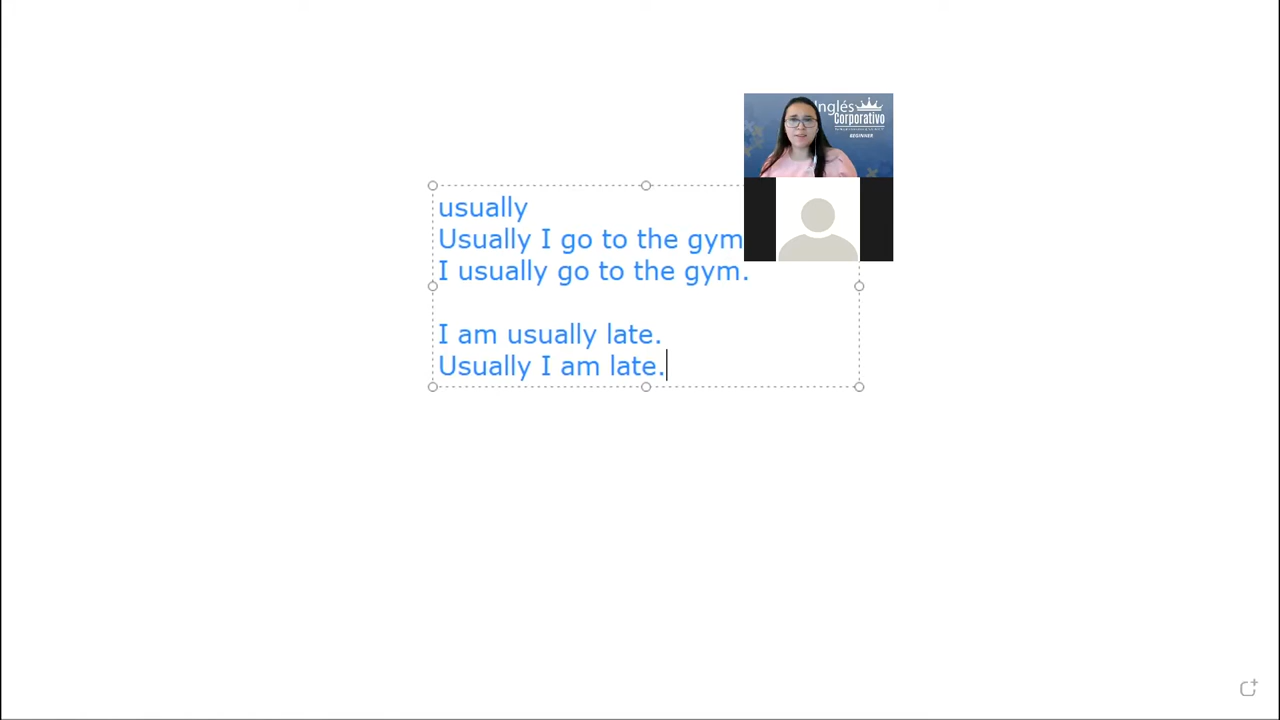 Inglés
Corporativo
BEGINNER
usually
Usually I go to the gym
I usually go to the gym.
I am usually late.
Usually I am late.